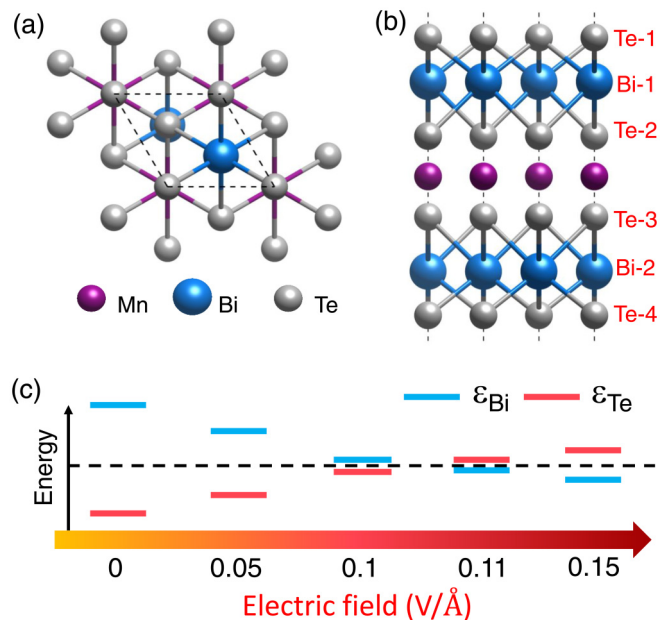 (a)
Mn Bi Te
(b)
Te-1
Bi-1
Te-2
Te-3
Bi-2
Te-4
(c)
εBi εTe
Energy
0 0.05 0.1 0.11 0.15
Electric field (V/Å)